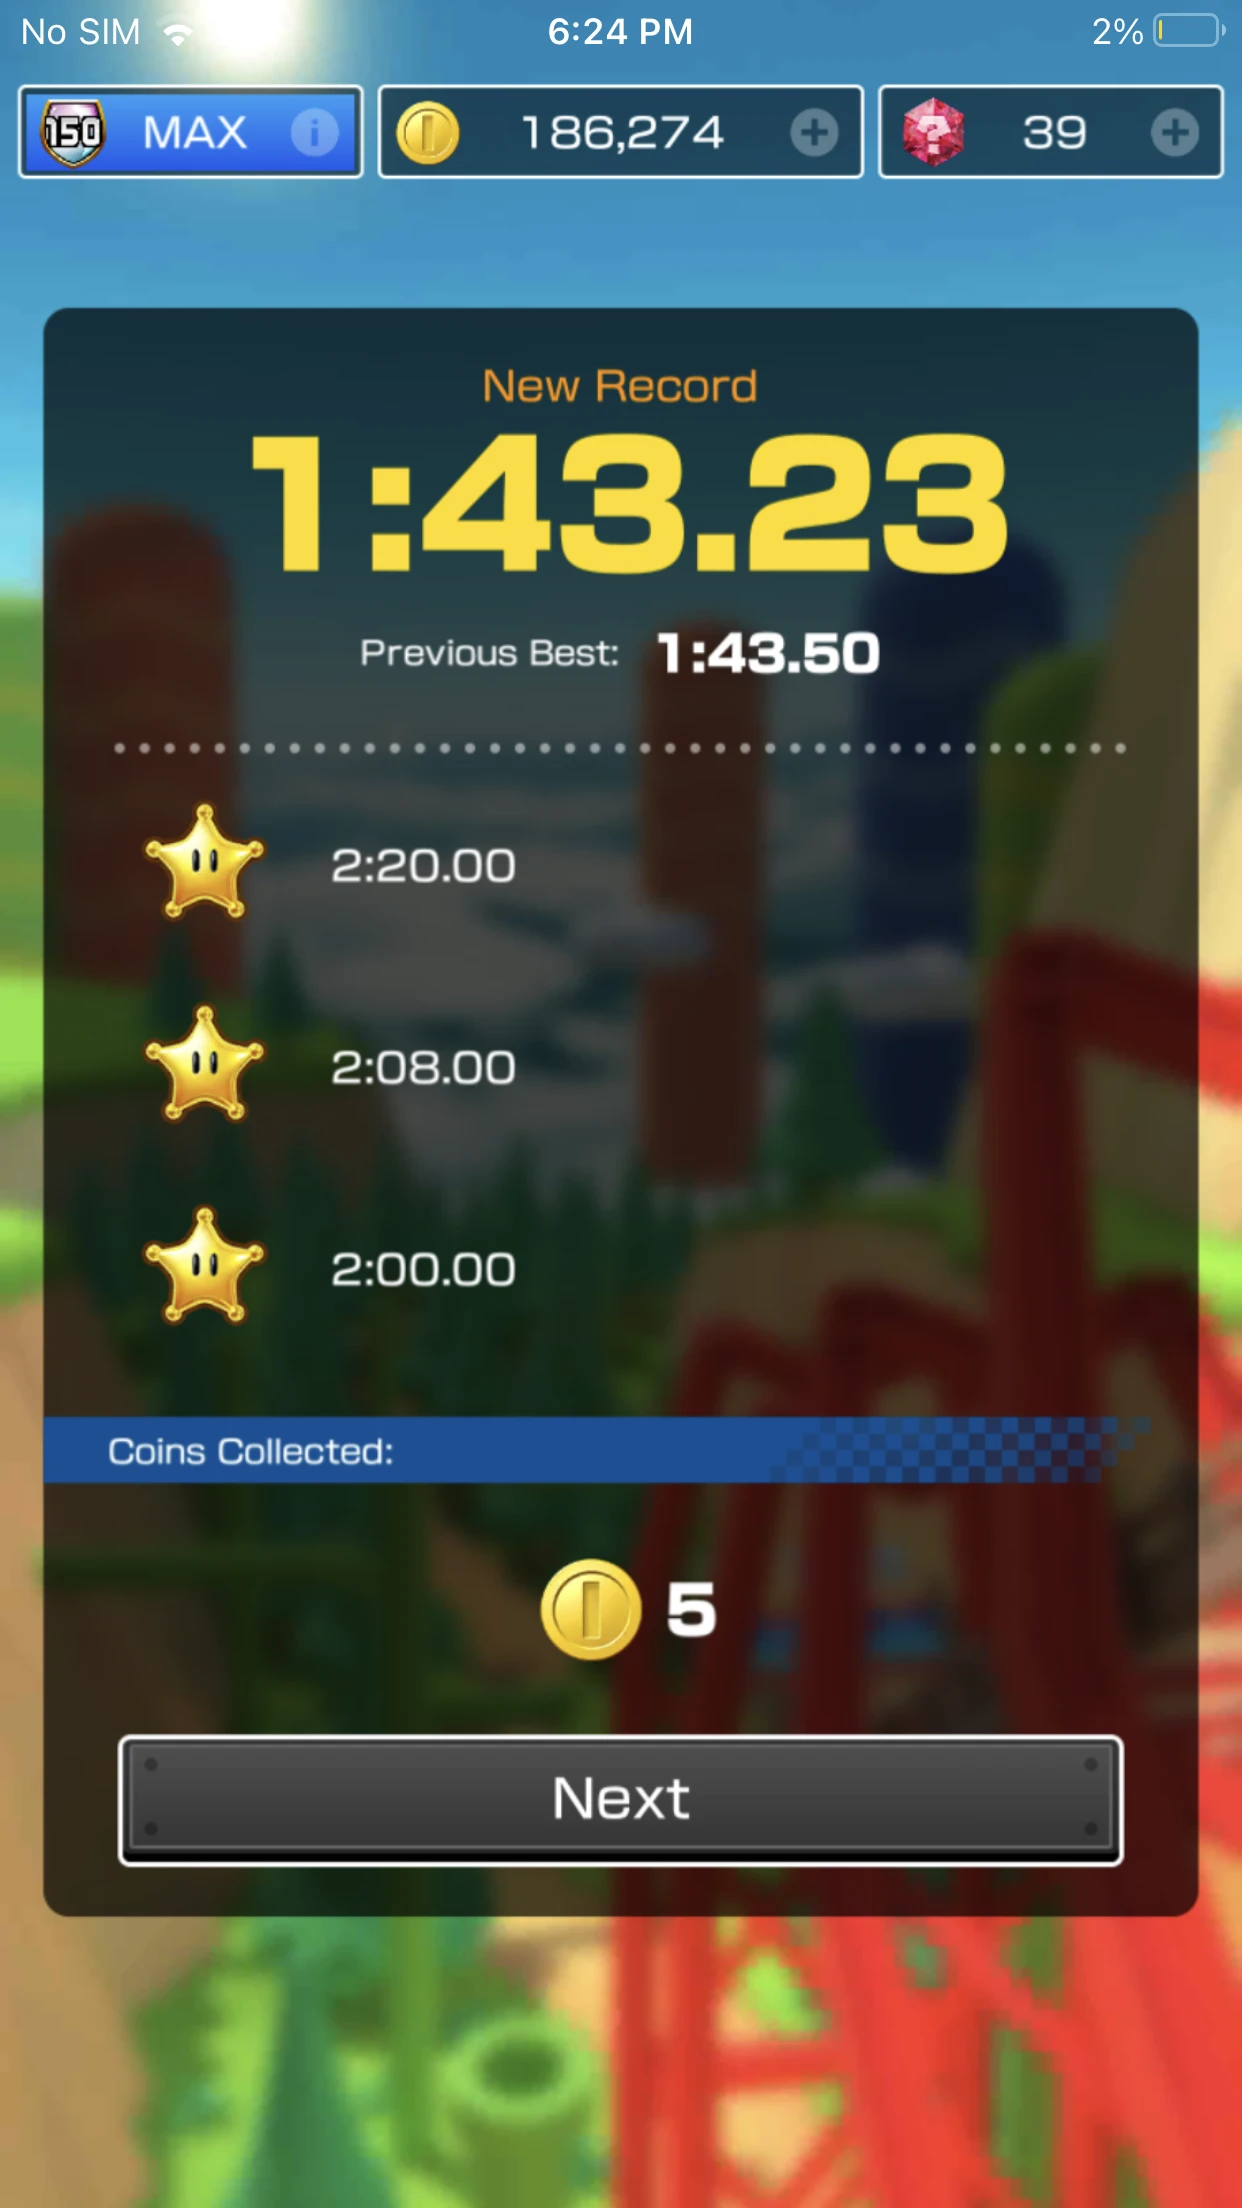 No SIM 6:24 PM 2%
150 MAX i 186,274 + ? 39 +
New Record
1:43.23
Previous Best: 1:43.50
2:20.00
2:08.00
2:00.00
Coins Collected:
5
Next